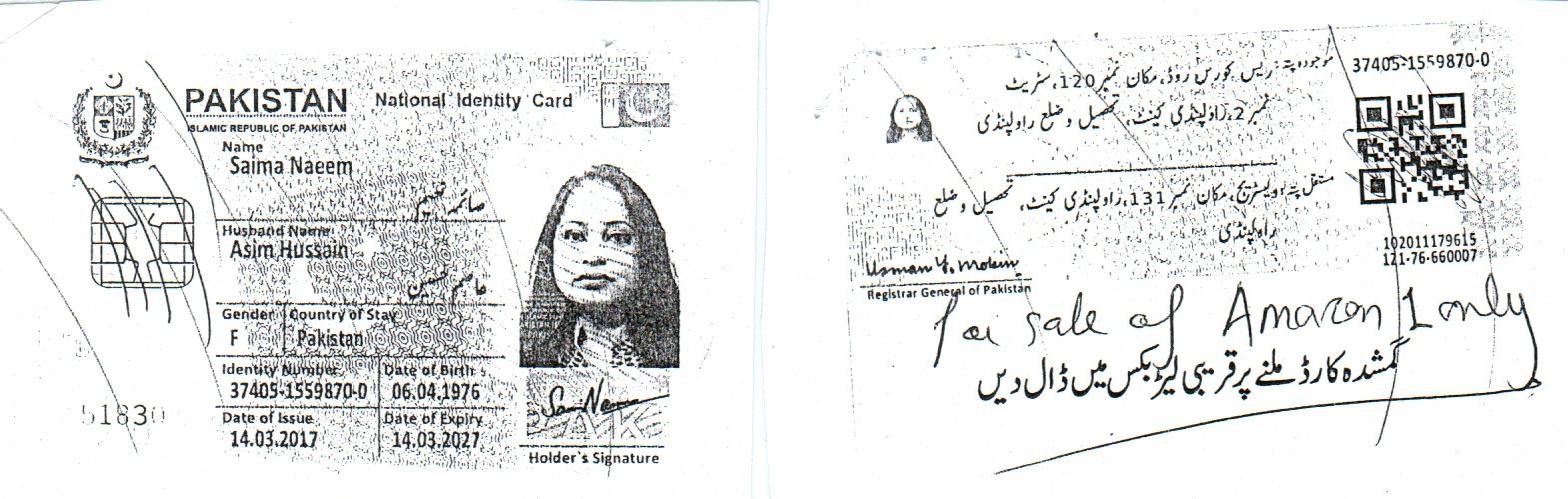 PAKISTAN National Identity Card
ISLAMIC REPUBLIC OF PAKISTAN
Name
Saima Naeem
صائمہ نعیم
Husband Name
Asim Hussain
عاصم حسین
Gender Country of Stay
F Pakistan
Identity Number Date of Birth
37405-1559870-0 06.04.1976
Date of Issue Date of Expiry
14.03.2017 14.03.2027
51830
Holder's Signature
37405-1559870-0
موجودہ پتہ: ریس کورس روڈ، مکان نمبر 120، سٹریٹ
نمبر 2، راولپنڈی کینٹ، تحصیل و ضلع راولپنڈی
مستقل پتہ: ویسٹریج، مکان نمبر 131، راولپنڈی کینٹ، تحصیل و ضلع
راولپنڈی
102011179615
121-76-660007
Usman Y. Mobin
Registrar General of Pakistan
for sale of Amazon 1 only
گمشدہ کارڈ ملنے پر قریبی لیٹر بکس میں ڈال دیں